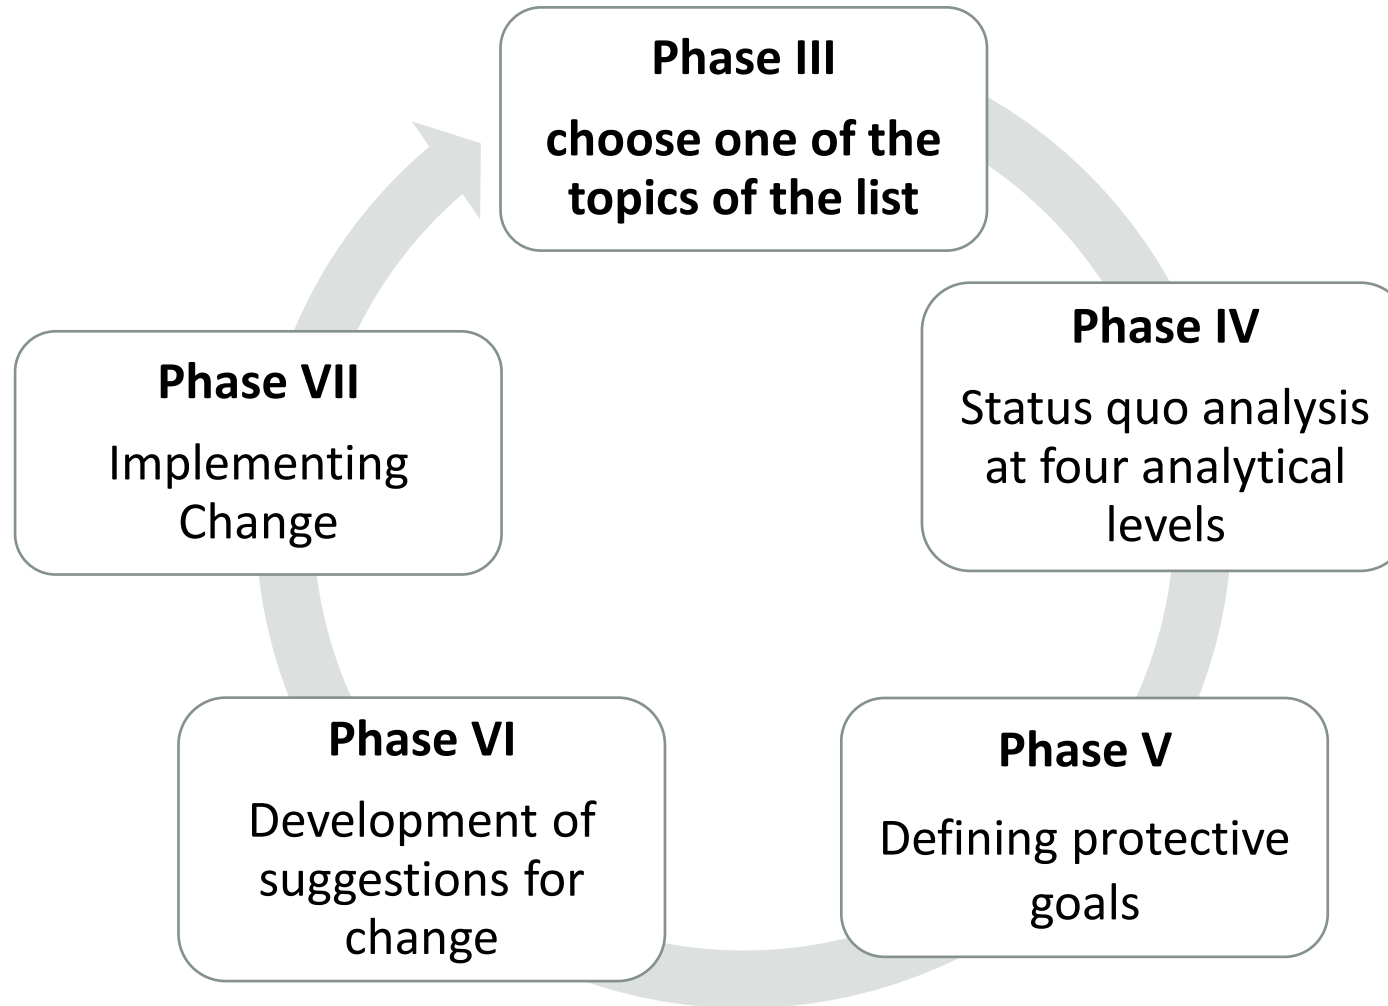 Phase III
choose one of the
topics of the list
Phase IV
Status quo analysis
at four analytical
levels
Phase V
Defining protective
goals
Phase VI
Development of
suggestions for
change
Phase VII
Implementing
Change